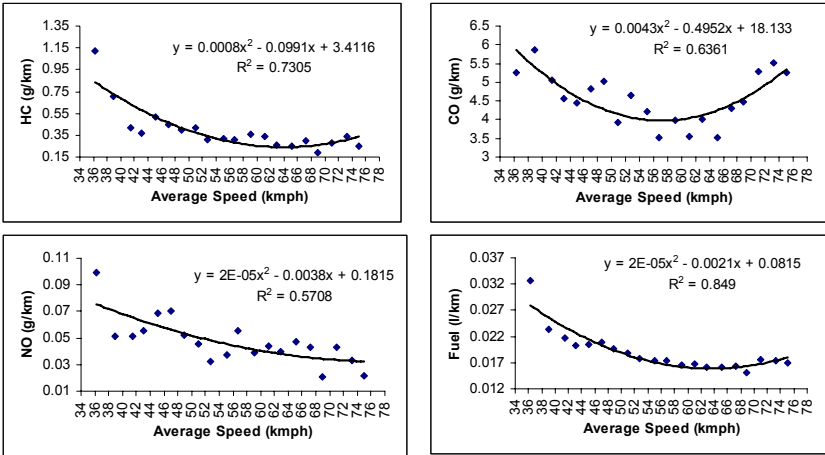 1.35
1.15
0.95
0.75
0.55
0.35
0.15
HC (g/km)
y = 0.0008x² - 0.0991x + 3.4116
R² = 0.7305
34 36 38 40 42 44 46 48 50 52 54 56 58 60 62 64 66 68 70 72 74 76 78
Average Speed (kmph)
6.5
6
5.5
5
4.5
4
3.5
3
CO (g/km)
y = 0.0043x² - 0.4952x + 18.133
R² = 0.6361
34 36 38 40 42 44 46 48 50 52 54 56 58 60 62 64 66 68 70 72 74 76 78
Average Speed (kmph)
0.11
0.09
0.07
0.05
0.03
0.01
NO (g/km)
y = 2E-05x² - 0.0038x + 0.1815
R² = 0.5708
34 36 38 40 42 44 46 48 50 52 54 56 58 60 62 64 66 68 70 72 74 76 78
Average Speed (kmph)
0.037
0.032
0.027
0.022
0.017
0.012
Fuel (l/km)
y = 2E-05x² - 0.0021x + 0.0815
R² = 0.849
34 36 38 40 42 44 46 48 50 52 54 56 58 60 62 64 66 68 70 72 74 76 78
Average Speed (kmph)